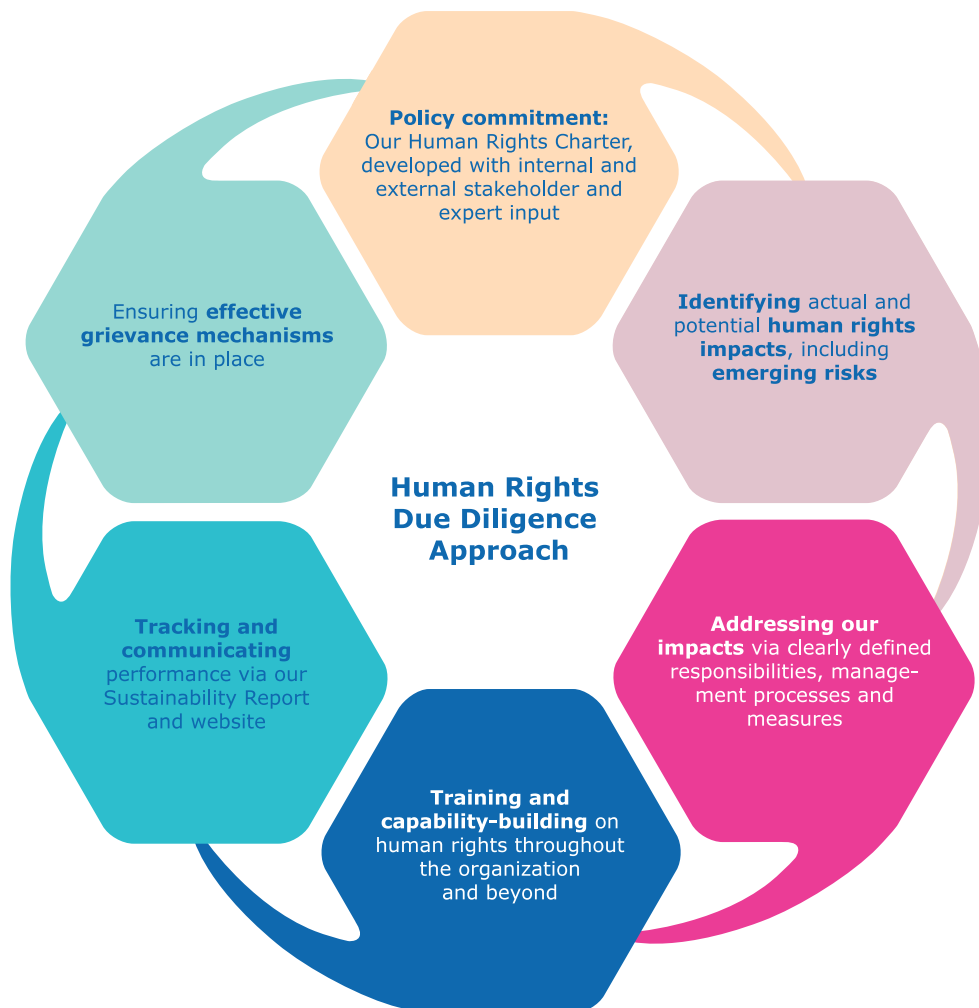 Policy commitment:
Our Human Rights Charter,
developed with internal and
external stakeholder and
expert input
Identifying actual and
potential human rights
impacts, including
emerging risks
Addressing our
impacts via clearly defined
responsibilities, manage-
ment processes and
measures
Training and
capability-building on
human rights throughout
the organization
and beyond
Tracking and
communicating
performance via our
Sustainability Report
and website
Ensuring effective
grievance mechanisms
are in place
Human Rights
Due Diligence
Approach